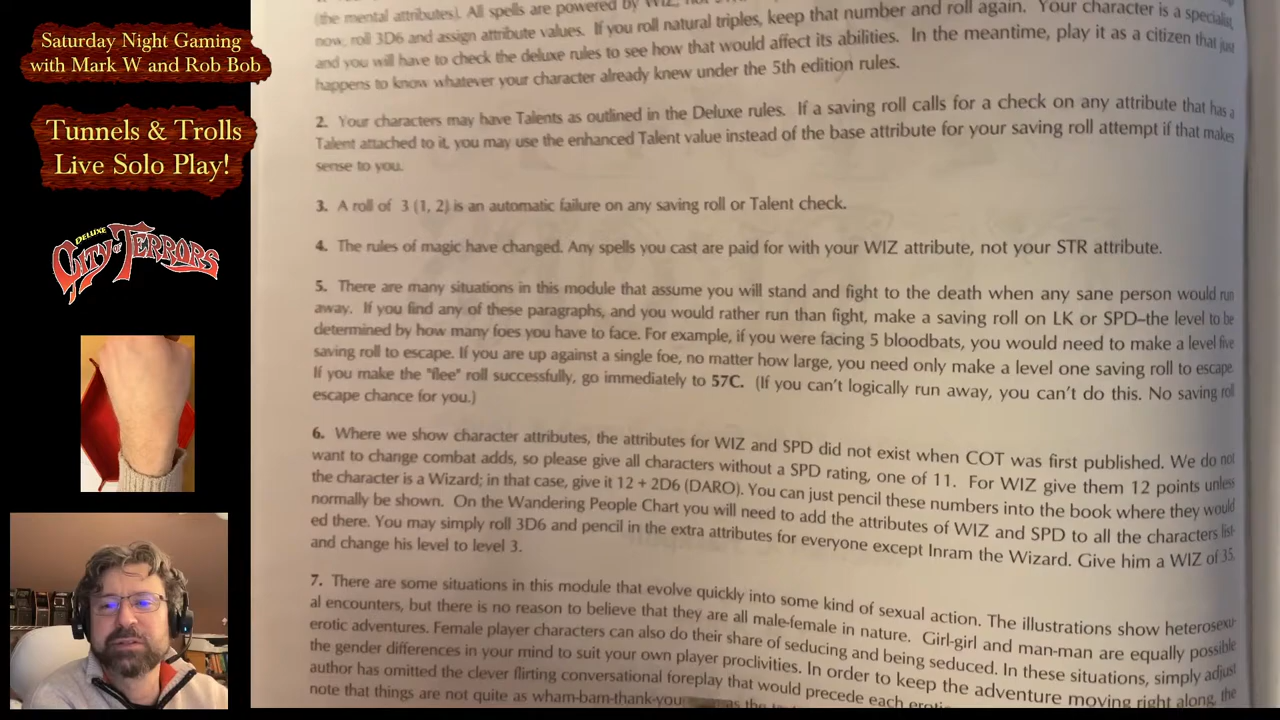 Saturday Night Gaming
with Mark W and Rob Bob
Tunnels & Trolls
Live Solo Play!
DELUXE
CITY OF TERRORS
(the mental attributes). All spells are powered by WIZ, not
now, roll 3D6 and assign attribute values. If you roll natural triples, keep that number and roll again. Your character is a specialist,
and you will have to check the deluxe rules to see how that would affect its abilities. In the meantime, play it as a citizen that just
happens to know whatever your character already knew under the 5th edition rules.
2. Your characters may have Talents as outlined in the Deluxe rules. If a saving roll calls for a check on any attribute that has a
Talent attached to it, you may use the enhanced Talent value instead of the base attribute for your saving roll attempt if that makes
sense to you.
3. A roll of 3 (1, 2) is an automatic failure on any saving roll or Talent check.
4. The rules of magic have changed. Any spells you cast are paid for with your WIZ attribute, not your STR attribute.
5. There are many situations in this module that assume you will stand and fight to the death when any sane person would run
away. If you find any of these paragraphs, and you would rather run than fight, make a saving roll on LK or SPD–the level to be
determined by how many foes you have to face. For example, if you were facing 5 bloodbats, you would need to make a level five
saving roll to escape. If you are up against a single foe, no matter how large, you need only make a level one saving roll to escape.
If you make the "flee" roll successfully, go immediately to 57C. (If you can't logically run away, you can't do this. No saving roll
escape chance for you.)
6. Where we show character attributes, the attributes for WIZ and SPD did not exist when COT was first published. We do not
want to change combat adds, so please give all characters without a SPD rating, one of 11. For WIZ give them 12 points unless
the character is a Wizard; in that case, give it 12 + 2D6 (DARO). You can just pencil these numbers into the book where they would
normally be shown. On the Wandering People Chart you will need to add the attributes of WIZ and SPD to all the characters list-
ed there. You may simply roll 3D6 and pencil in the extra attributes for everyone except Inram the Wizard. Give him a WIZ of 35,
and change his level to level 3.
7. There are some situations in this module that evolve quickly into some kind of sexual action. The illustrations show heterosexu-
al encounters, but there is no reason to believe that they are all male-female in nature. Girl-girl and man-man are equally possible
erotic adventures. Female player characters can also do their share of seducing and being seduced. In these situations, simply adjust
the gender differences in your mind to suit your own player proclivities. In order to keep the adventure moving right along, the
author has omitted the clever flirting conversational foreplay that would precede each
note that things are not quite as wham-bam-thank-you as the